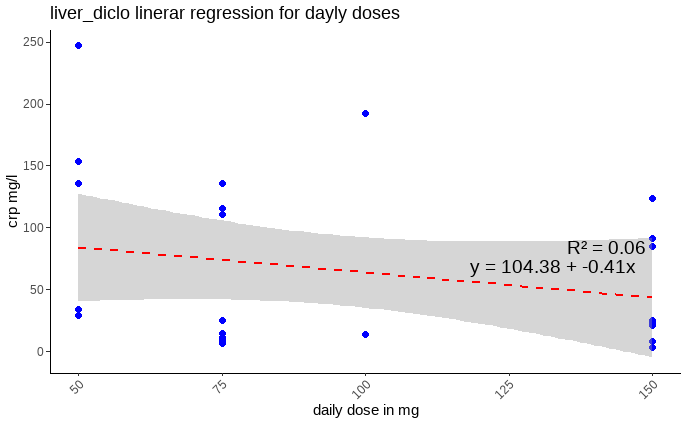 liver_diclo linerar regression for dayly doses
crp mg/l
250
200
150
100
50
0
R² = 0.06
y = 104.38 + -0.41x
50
75
100
125
150
daily dose in mg